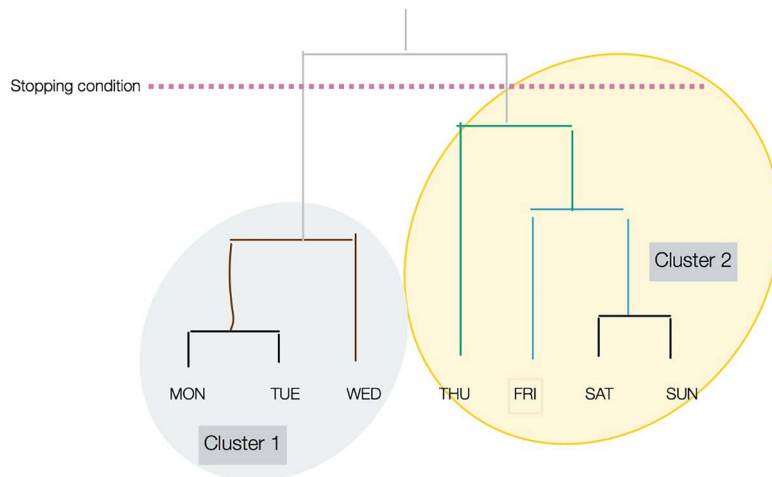 Stopping condition
Cluster 2
MON TUE WED THU FRI SAT SUN
Cluster 1